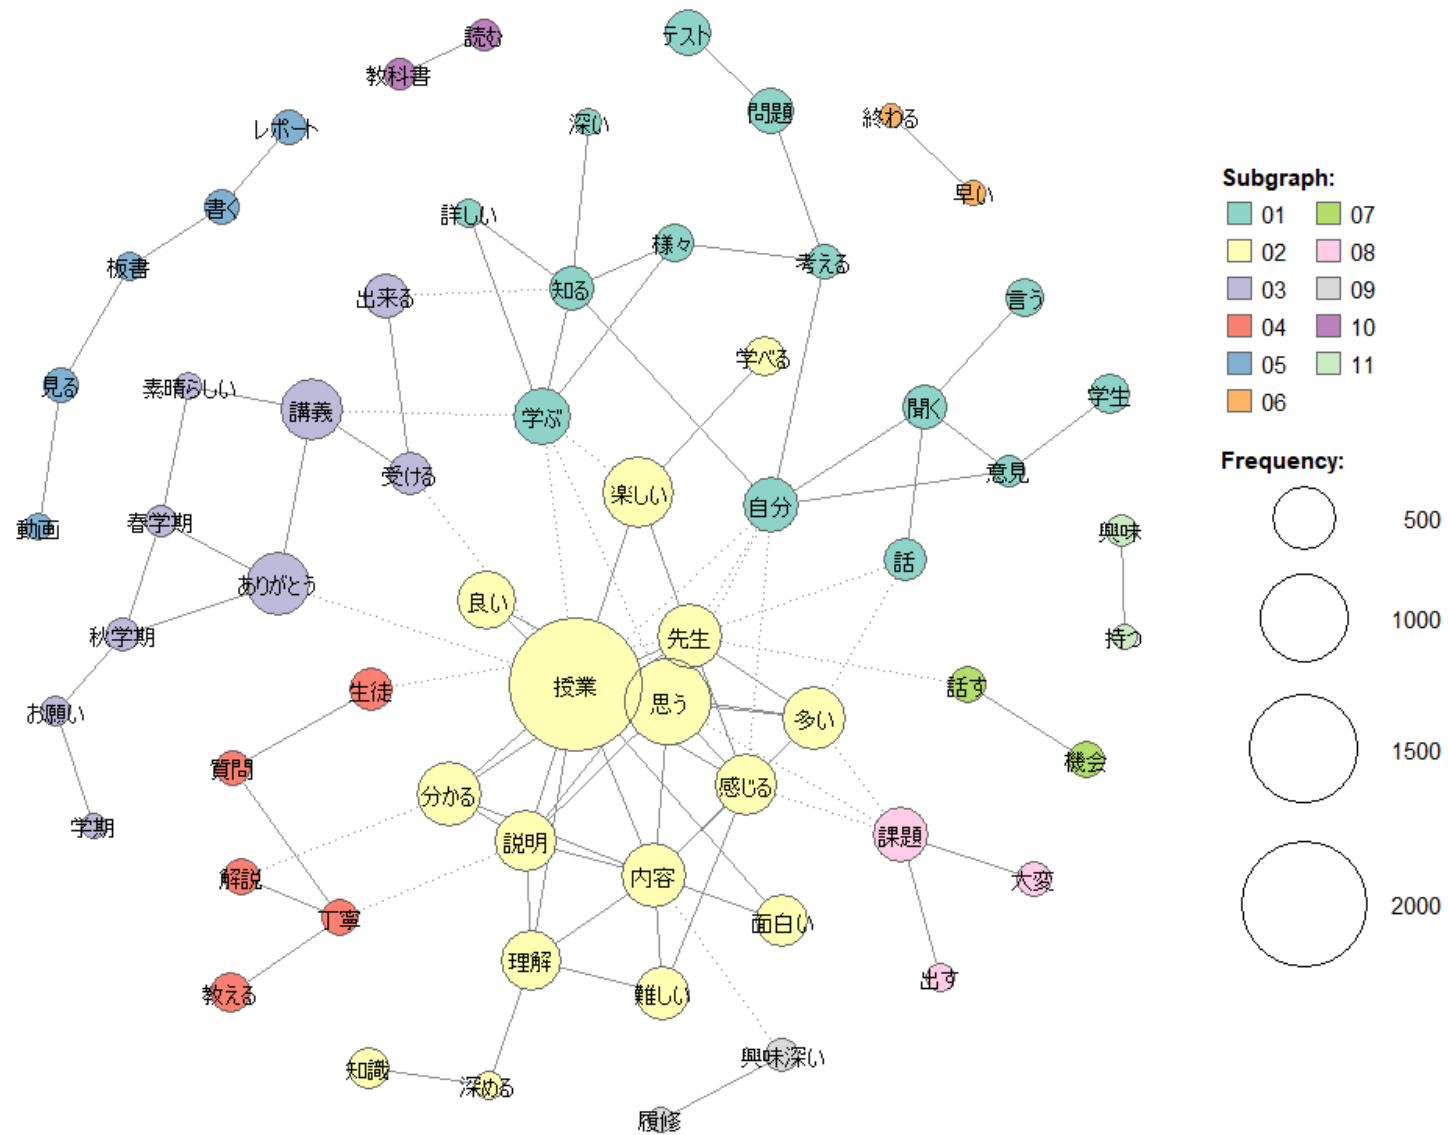 読む
テスト
教科書
問題
終わる
深い
レポート
早い
書く
詳しい
様々
考える
板書
出来る
知る
言う
学べる
見る
素晴らしい
講義
学ぶ
聞く
学生
受ける
意見
楽しい
自分
春学期
動画
興味
話
ありがとう
良い
秋学期
先生
持つ
生徒
授業
思う
話す
お願い
多い
質問
機会
分かる
感じる
学期
説明
課題
解説
内容
大変
丁寧
面白い
理解
難しい
教える
出す
興味深い
知識
深める
履修
Subgraph:
01
02
03
04
05
06
07
08
09
10
11
Frequency:
500
1000
1500
2000